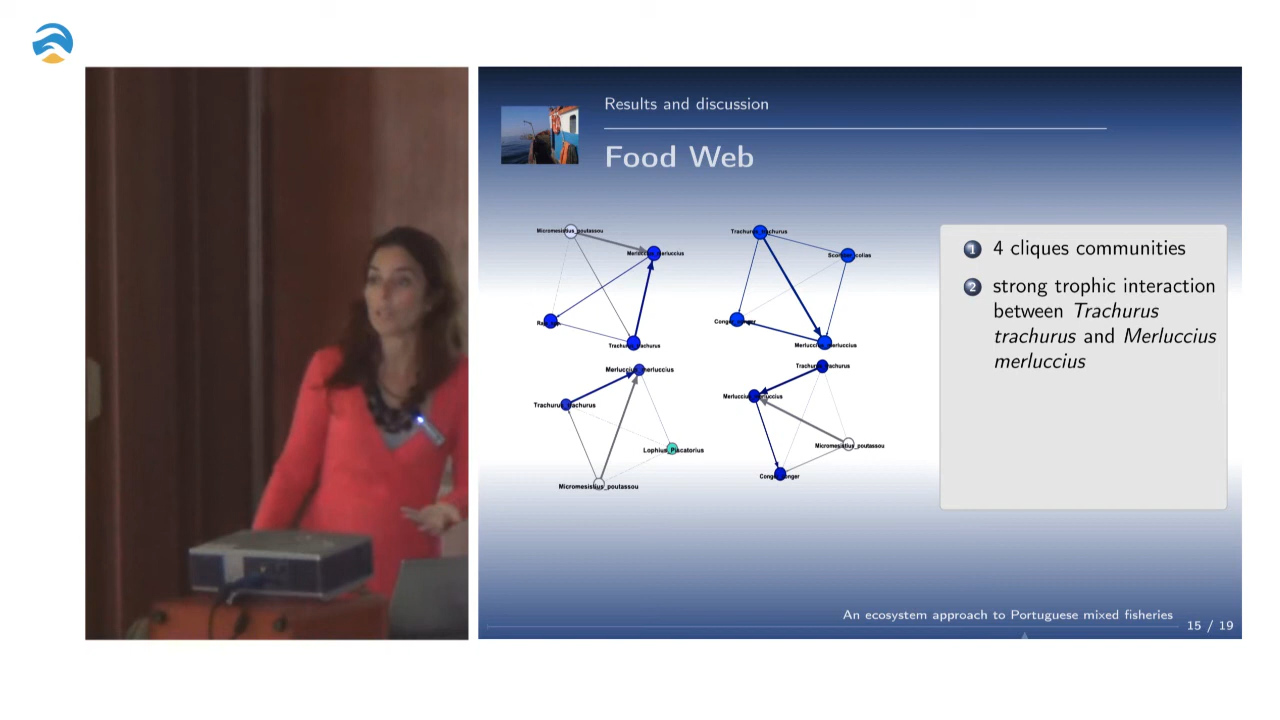 Results and discussion
Food Web
Micromesistius_poutassou
Merluccius_merluccius
Trachurus_trachurus
Trachurus_trachurus
Merluccius_merluccius
Merluccius_merluccius
Trachurus_trachurus
Lophius_Piscatorius
Micromesistius_poutassou
Trachurus_trachurus
Merluccius_merluccius
Micromesistius_poutassou
Conger_conger
Conger_conger
1 4 cliques communities
2 strong trophic interaction
between Trachurus
trachurus and Merluccius
merluccius
An ecosystem approach to Portuguese mixed fisheries
15 / 19